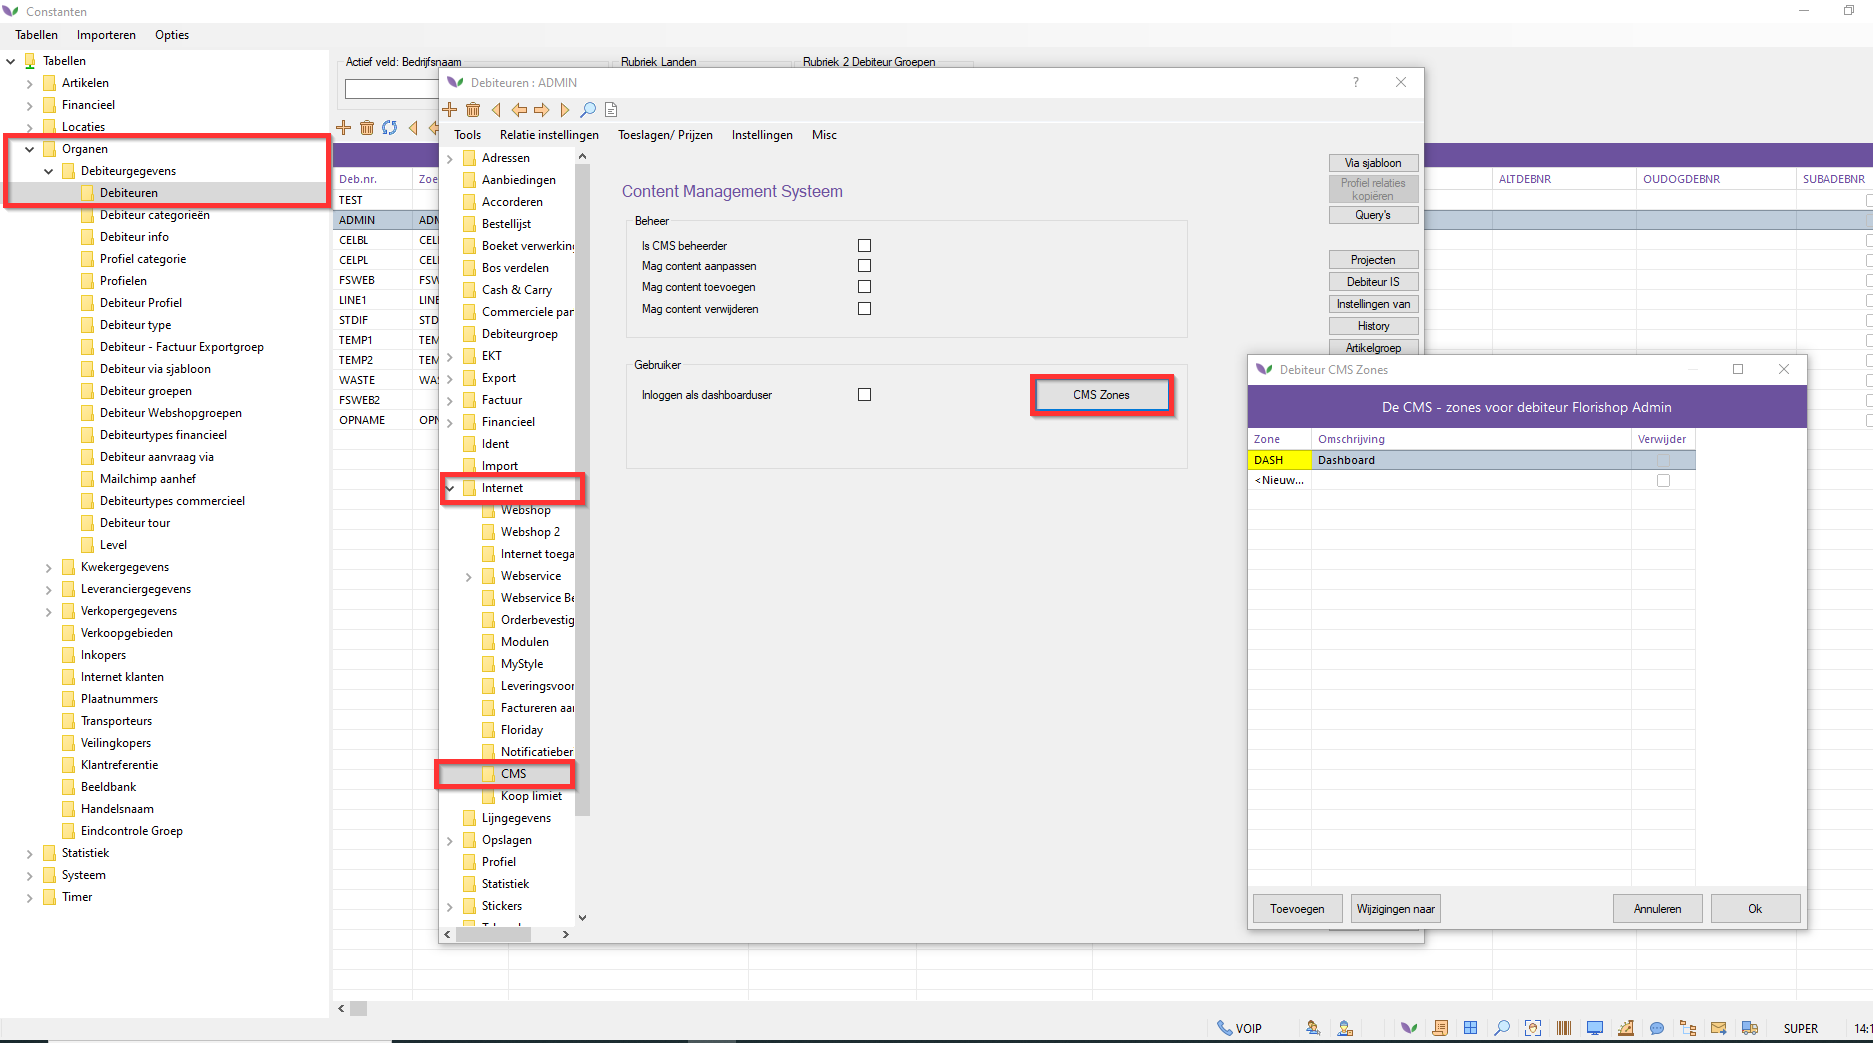 Constanten
Tabellen Importeren Opties
Tabellen
Artikelen
Financieel
Locaties
Organen
Debiteurgegevens
Debiteuren
Debiteur categorieën
Debiteur info
Profiel categorie
Profielen
Debiteur Profiel
Debiteur type
Debiteur - Factuur Exportgroep
Debiteur via sjabloon
Debiteur groepen
Debiteur Webshopgroepen
Debiteurtypes financieel
Debiteur aanvraag via
Mailchimp aanhef
Debiteurtypes commercieel
Debiteur tour
Level
Kwekergegevens
Leveranciergegevens
Verkopergegevens
Verkoopgebieden
Inkopers
Internet klanten
Plaatnummers
Transporteurs
Veilingkopers
Klantreferentie
Beeldbank
Handelsnaam
Eindcontrole Groep
Statistiek
Systeem
Timer
Actief veld: Bedrijfsnaam Rubriek Landen Rubriek 2 Debiteur Groepen
Deb.nr. Zoe ALTDEBNR OUDOGDEBNR SUBADEBNR
TEST
ADMIN ADM
CELBL CELI
CELPL CELI
FSWEB FSW
LINE1 LINE
STDIF STD
TEMP1 TEM
TEMP2 TEM
WASTE WAS
FSWEB2
OPNAME OPN
Debiteuren : ADMIN
Tools Relatie instellingen Toeslagen/ Prijzen Instellingen Misc
Adressen
Aanbiedingen
Accorderen
Bestellijst
Boeket verwerking
Bos verdelen
Cash & Carry
Commerciele par
Debiteurgroep
EKT
Export
Factuur
Financieel
Ident
Import
Internet
Webshop
Webshop 2
Internet toega
Webservice
Webservice Be
Orderbevestig
Modulen
MyStyle
Leveringsvoor
Factureren aan
Floriday
Notificatieber
CMS
Koop limiet
Lijngegevens
Opslagen
Profiel
Statistiek
Stickers
Content Management Systeem
Beheer
Is CMS beheerder
Mag content aanpassen
Mag content toevoegen
Mag content verwijderen
Gebruiker
Inloggen als dashboarduser
CMS Zones
Via sjabloon
Profiel relaties
kopiëren
Query's
Projecten
Debiteur IS
Instellingen van
History
Artikelgroep
Debiteur CMS Zones
De CMS - zones voor debiteur Florishop Admin
Zone Omschrijving Verwijder
DASH Dashboard
<Nieuw...
Toevoegen Wijzigingen naar Annuleren Ok
VOIP SUPER 14:1